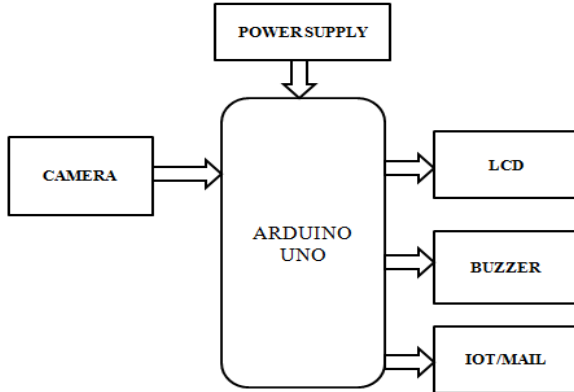 POWER SUPPLY
CAMERA
ARDUINO
UNO
LCD
BUZZER
IOT/MAIL